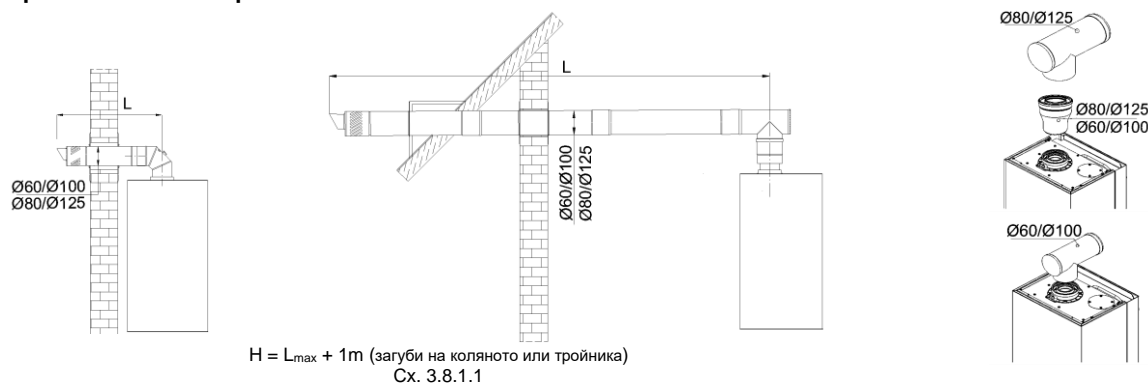 L
Ø60/Ø100
Ø80/Ø125
L
Ø60/Ø100
Ø80/Ø125
H = Lmax + 1m (загуби на коляното или тройника)
Сх. 3.8.1.1
Ø80/Ø125
Ø80/Ø125
Ø60/Ø100
Ø60/Ø100